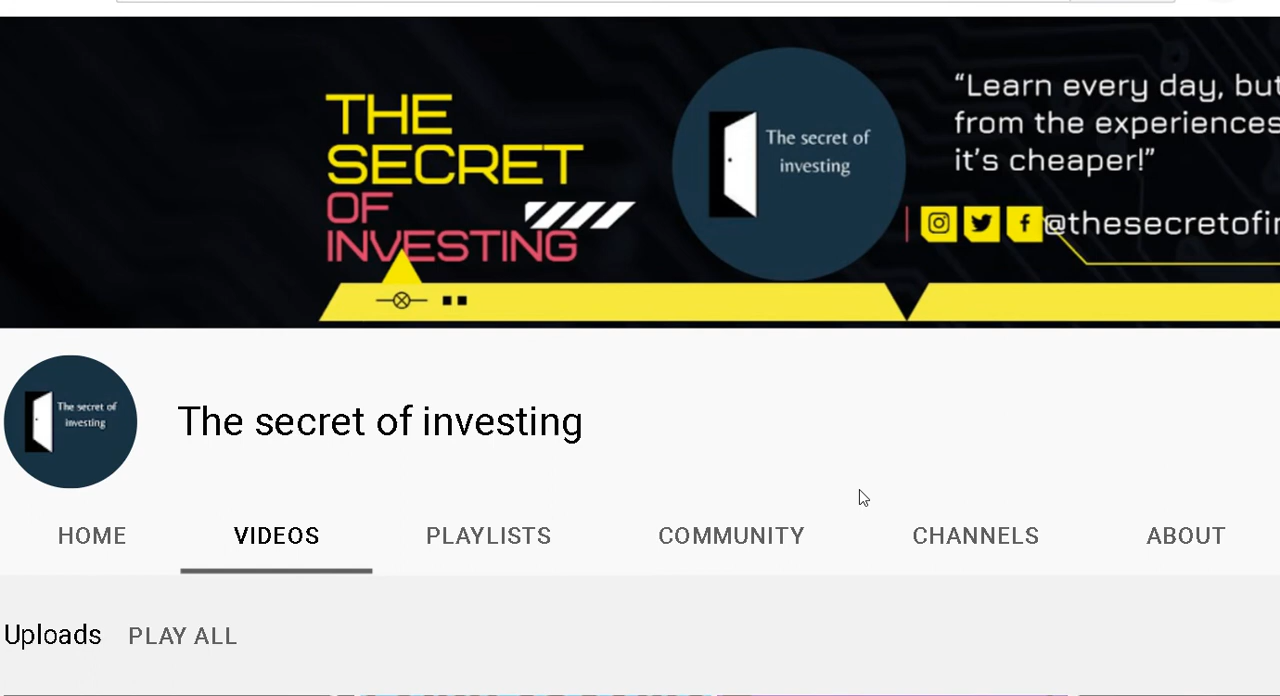 THE
SECRET
OF
INVESTING
The secret of
investing
“Learn every day, but
from the experiences
it’s cheaper!”
@thesecretofin
The secret of
investing
The secret of investing
HOME VIDEOS PLAYLISTS COMMUNITY CHANNELS ABOUT
Uploads PLAY ALL